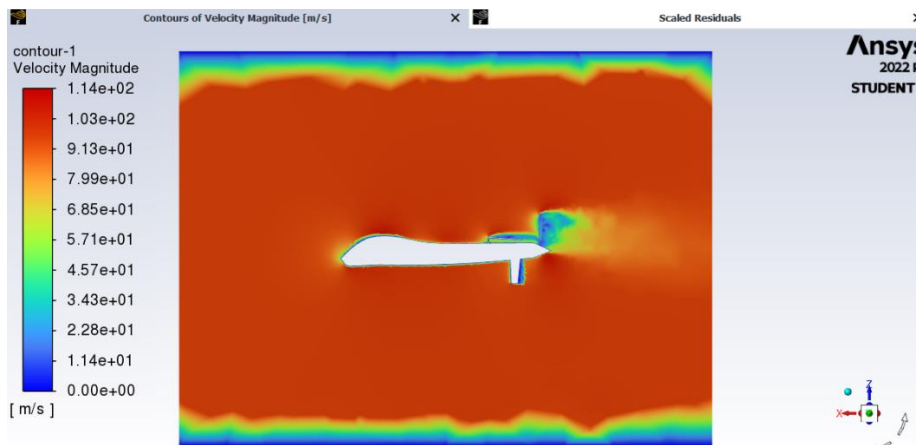 Contours of Velocity Magnitude [m/s] X
Scaled Residuals
contour-1
Velocity Magnitude
1.14e+02
1.03e+02
9.13e+01
7.99e+01
6.85e+01
5.71e+01
4.57e+01
3.43e+01
2.28e+01
1.14e+01
0.00e+00
[ m/s ]
Ansys
2022 R
STUDENT
Z
X